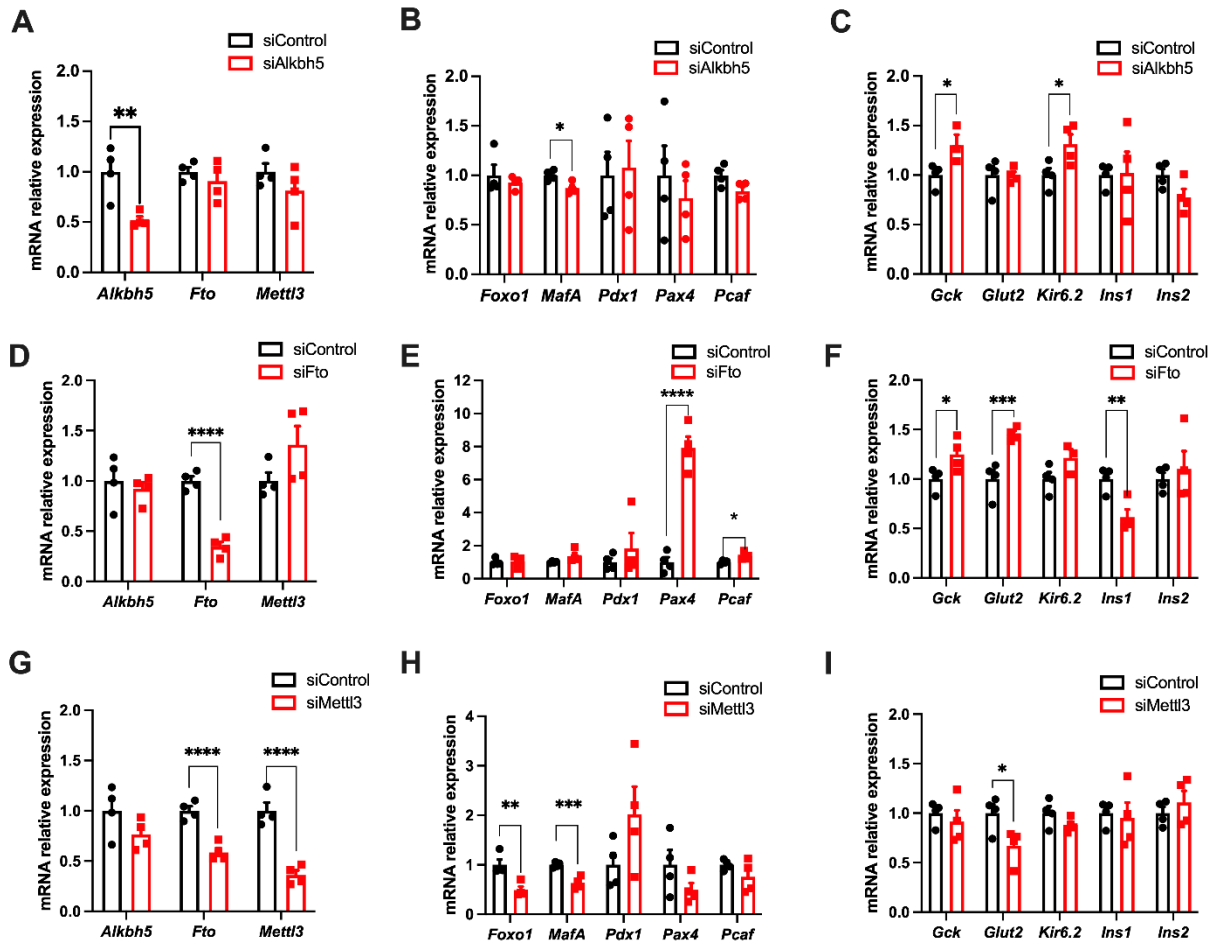 A
siControl
siAlkbh5
mRNA relative expression
2.0
1.5
1.0
0.5
0.0
**
Alkbh5 Fto Mettl3
B
siControl
siAlkbh5
mRNA relative expression
2.0
1.5
1.0
0.5
0.0
*
Foxo1 MafA Pdx1 Pax4 Pcaf
C
siControl
siAlkbh5
mRNA relative expression
2.0
1.5
1.0
0.5
0.0
* *
Gck Glut2 Kir6.2 Ins1 Ins2
D
siControl
siFto
mRNA relative expression
2.0
1.5
1.0
0.5
0.0
****
Alkbh5 Fto Mettl3
E
siControl
siFto
mRNA relative expression
12
10
8
6
4
2
0
****
*
Foxo1 MafA Pdx1 Pax4 Pcaf
F
siControl
siFto
mRNA relative expression
2.0
1.5
1.0
0.5
0.0
* *** **
Gck Glut2 Kir6.2 Ins1 Ins2
G
siControl
siMettl3
mRNA relative expression
2.0
1.5
1.0
0.5
0.0
**** ****
Alkbh5 Fto Mettl3
H
siControl
siMettl3
mRNA relative expression
4
3
2
1
0
** ***
Foxo1 MafA Pdx1 Pax4 Pcaf
I
siControl
siMettl3
mRNA relative expression
2.0
1.5
1.0
0.5
0.0
*
Gck Glut2 Kir6.2 Ins1 Ins2